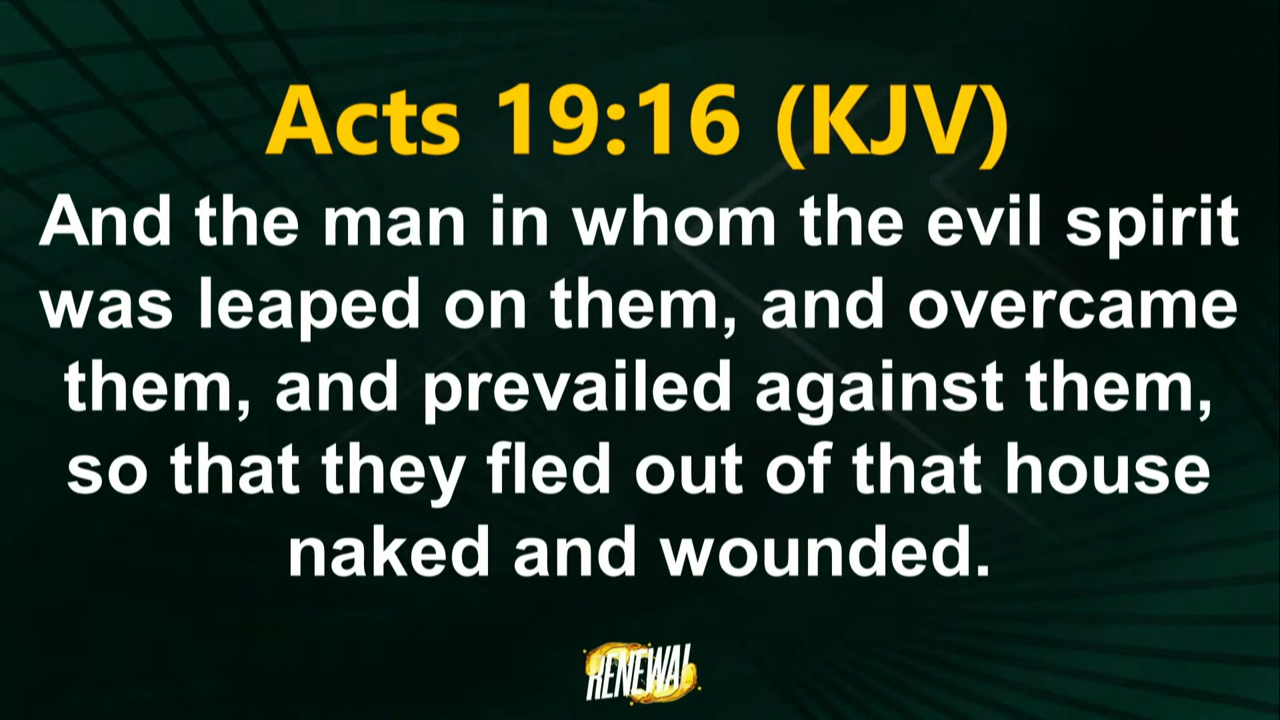 Acts 19:16 (KJV)
And the man in whom the evil spirit
was leaped on them, and overcame
them, and prevailed against them,
so that they fled out of that house
naked and wounded.
RENEWAL